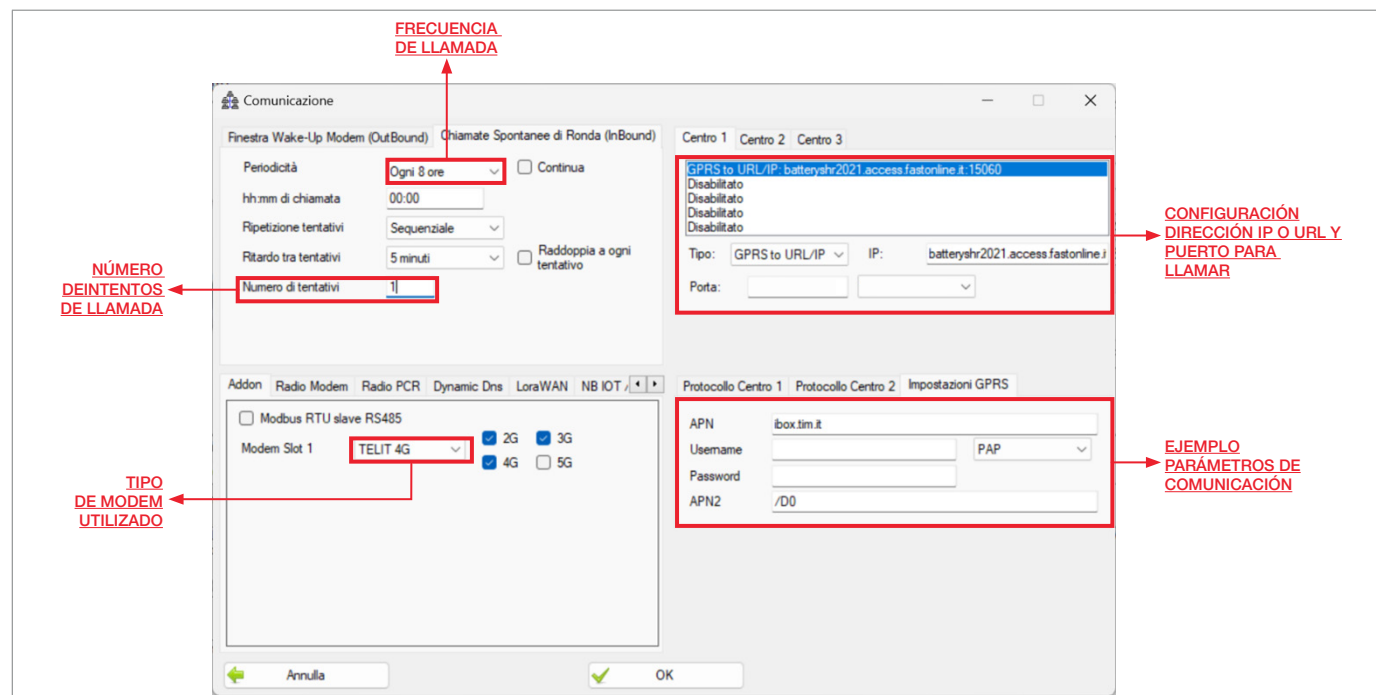 FRECUENCIA
DE LLAMADA
Comunicazione
Finestra Wake-Up Modem (OutBound) Chiamate Spontanee di Ronda (InBound)
Periodicità Ogni 8 ore Continua
hh:mm di chiamata 00:00
Ripetizione tentativi Sequenziale
Ritardo tra tentativi 5 minuti Raddoppia a ogni
tentativo
Numero di tentativi 1
NÚMERO
DEINTENTOS
DE LLAMADA
Centro 1 Centro 2 Centro 3
GPRS to URL/IP: batteryshr2021.access.fastonline.it:15060
Disabilitato
Disabilitato
Disabilitato
Disabilitato
Tipo: GPRS to URL/IP IP: batteryshr2021.access.fastonline.i
Porta:
CONFIGURACIÓN
DIRECCIÓN IP O URL Y
PUERTO PARA
LLAMAR
Addon Radio Modem Radio PCR Dynamic Dns LoraWAN NB IOT /
Modbus RTU slave RS485
Modem Slot 1 TELIT 4G 2G 3G
4G 5G
TIPO
DE MODEM
UTILIZADO
Protocollo Centro 1 Protocollo Centro 2 Impostazioni GPRS
APN ibox.tim.it
Username PAP
Password
APN2 /D0
EJEMPLO
PARÁMETROS DE
COMUNICACIÓN
Annulla OK